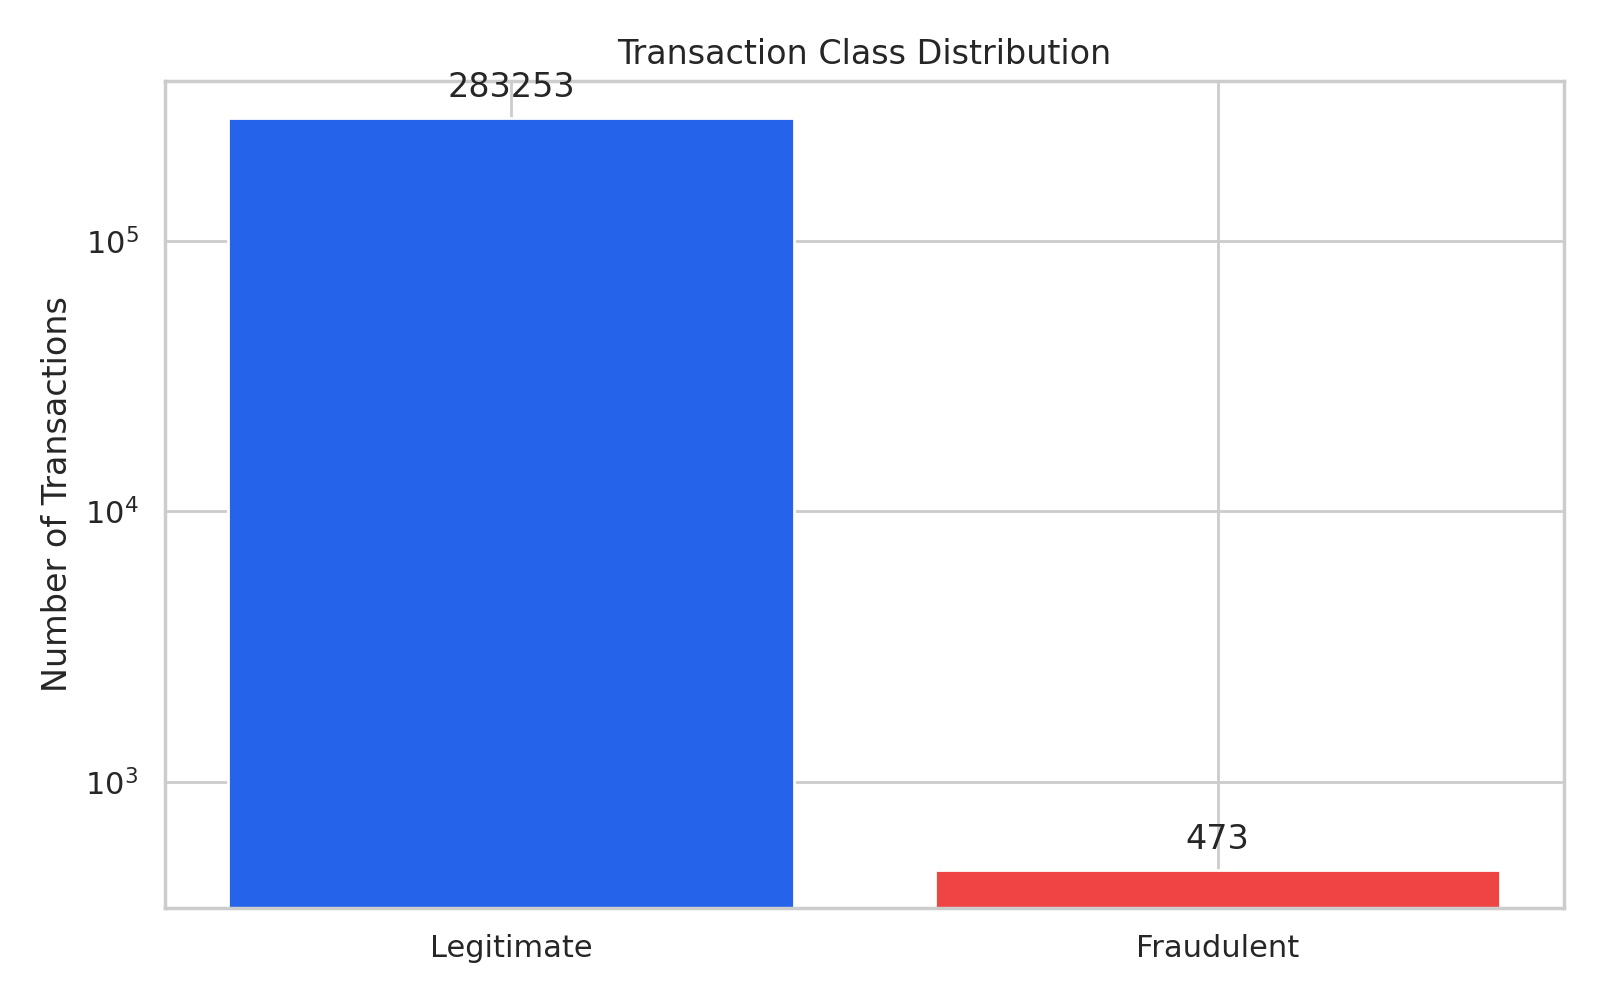 Transaction Class Distribution
283253
10⁵
10⁴
10³
473
Number of Transactions
Legitimate
Fraudulent